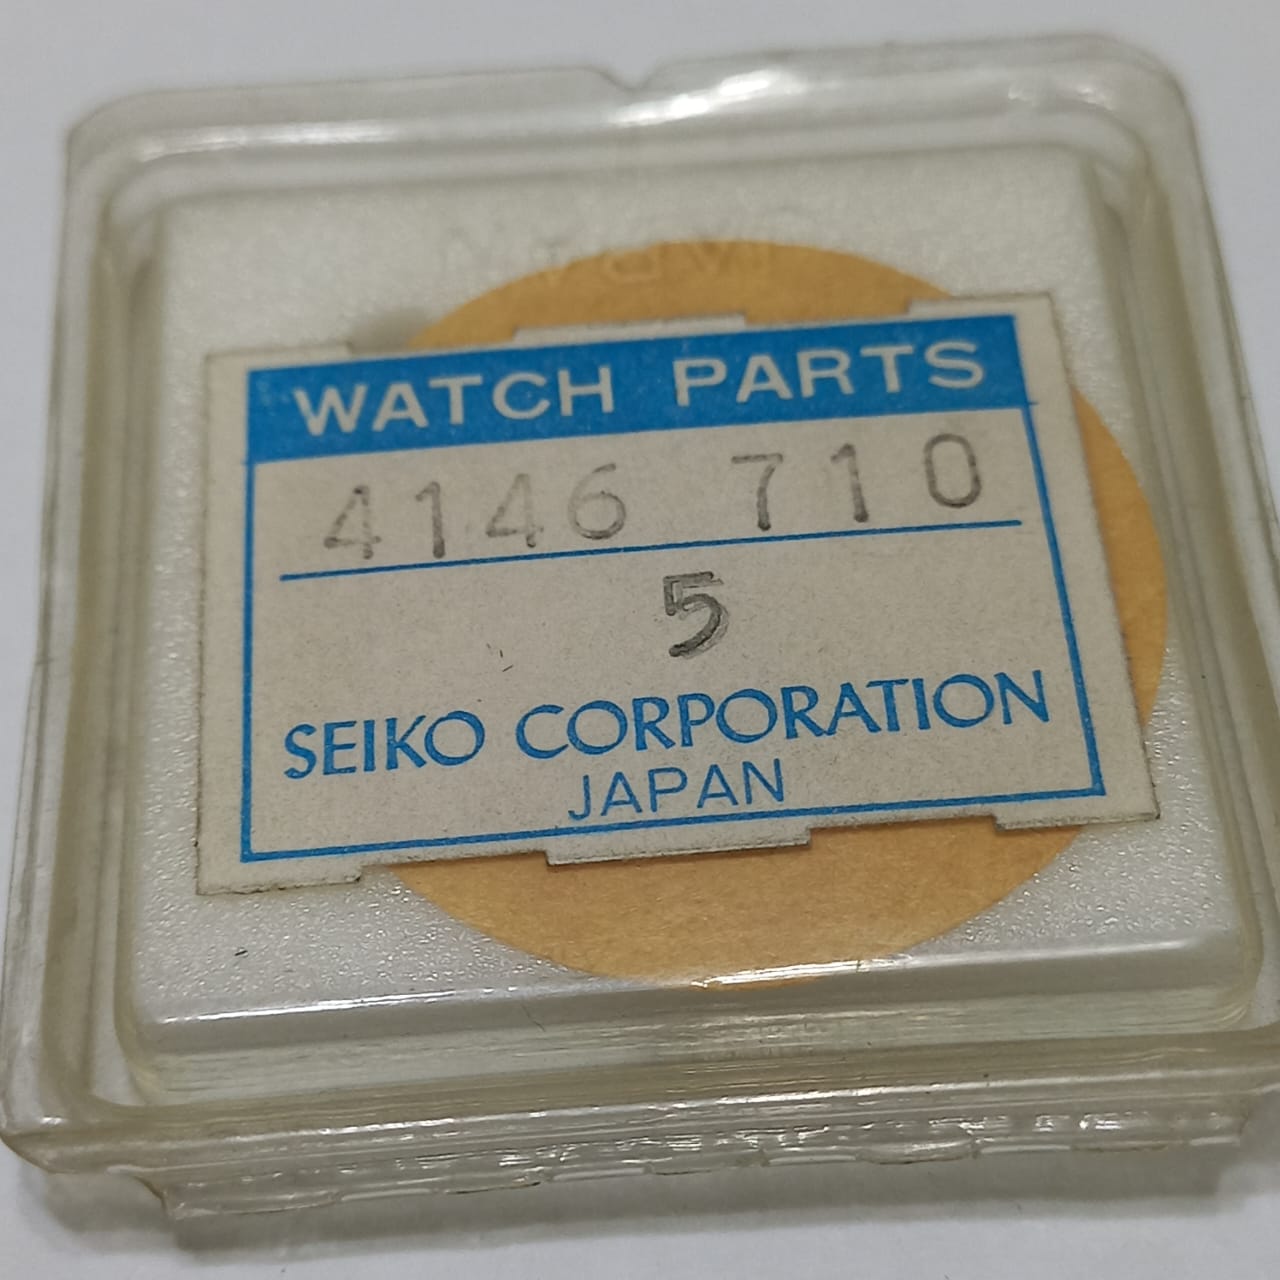 WATCH PARTS
4146 710
5
SEIKO CORPORATION
JAPAN